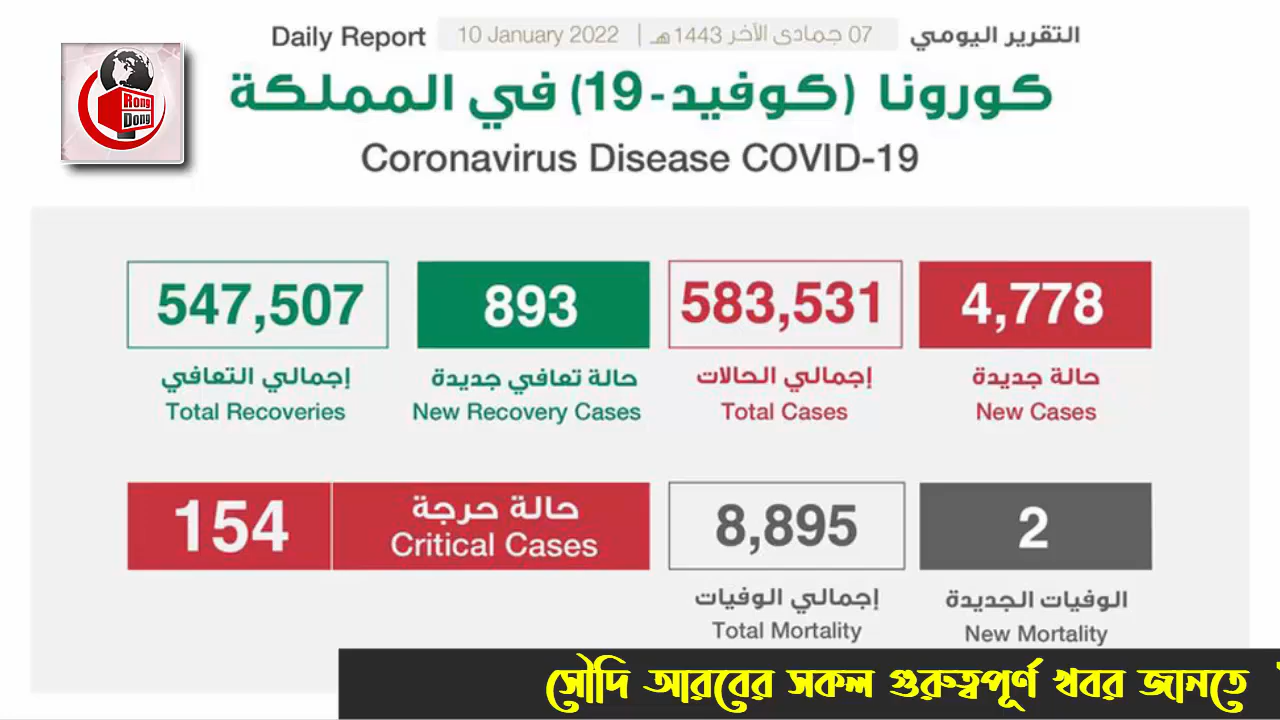 Daily Report 10 January 2022 | 07 جمادى الآخر 1443هـ التقرير اليومي
Rong
Dong
كورونا (كوفيد-19) في المملكة
Coronavirus Disease COVID-19
547,507 893 583,531 4,778
إجمالي التعافي حالة تعافي جديدة إجمالي الحالات حالة جديدة
Total Recoveries New Recovery Cases Total Cases New Cases
154 حالة حرجة 8,895 2
Critical Cases
إجمالي الوفيات الوفيات الجديدة
Total Mortality New Mortality
সৌদি আরবের সকল গুরুত্বপূর্ণ খবর জানতে